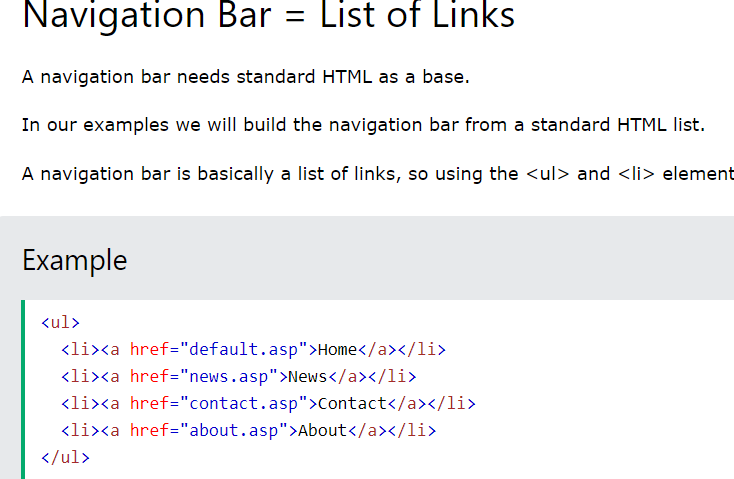 Navigation Bar = List of Links
A navigation bar needs standard HTML as a base.
In our examples we will build the navigation bar from a standard HTML list.
A navigation bar is basically a list of links, so using the <ul> and <li> element
Example
<ul>
  <li><a href="default.asp">Home</a></li>
  <li><a href="news.asp">News</a></li>
  <li><a href="contact.asp">Contact</a></li>
  <li><a href="about.asp">About</a></li>
</ul>